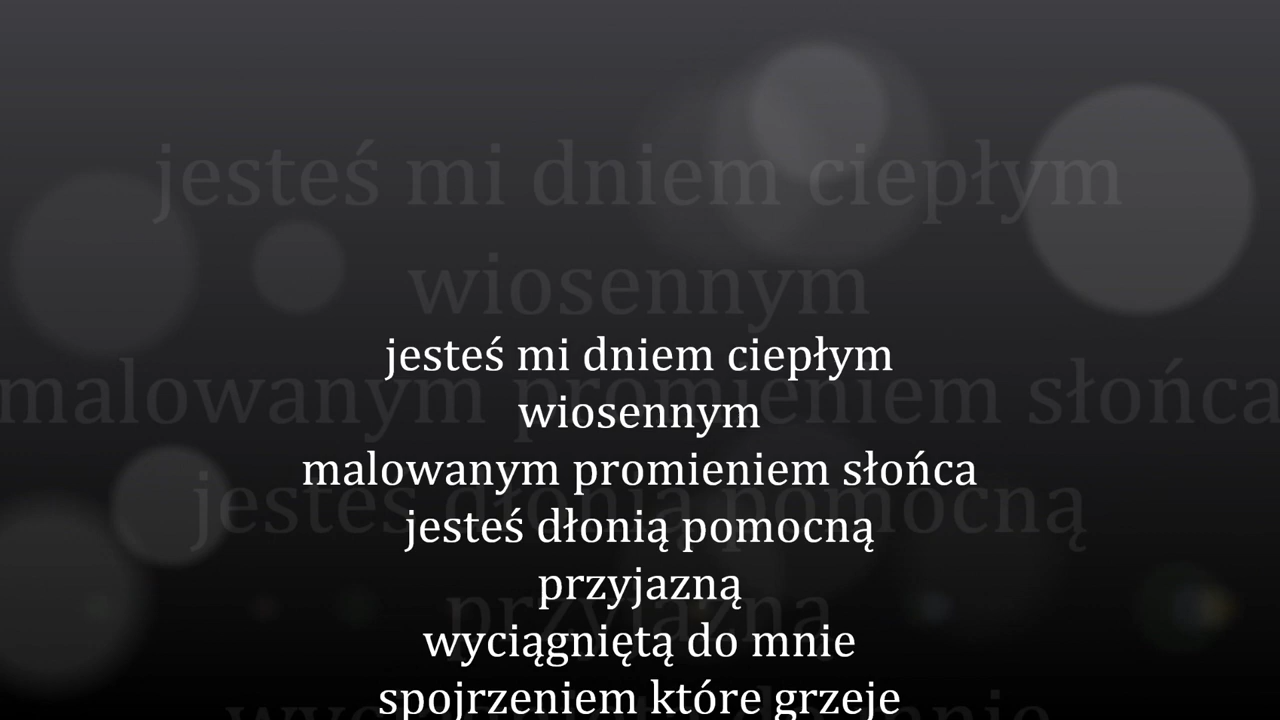 jesteś mi dniem ciepłym
wiosennym
malowanym promieniem słońca
jesteś dłonią pomocną
przyjazną
wyciągniętą do mnie
spojrzeniem które grzeje